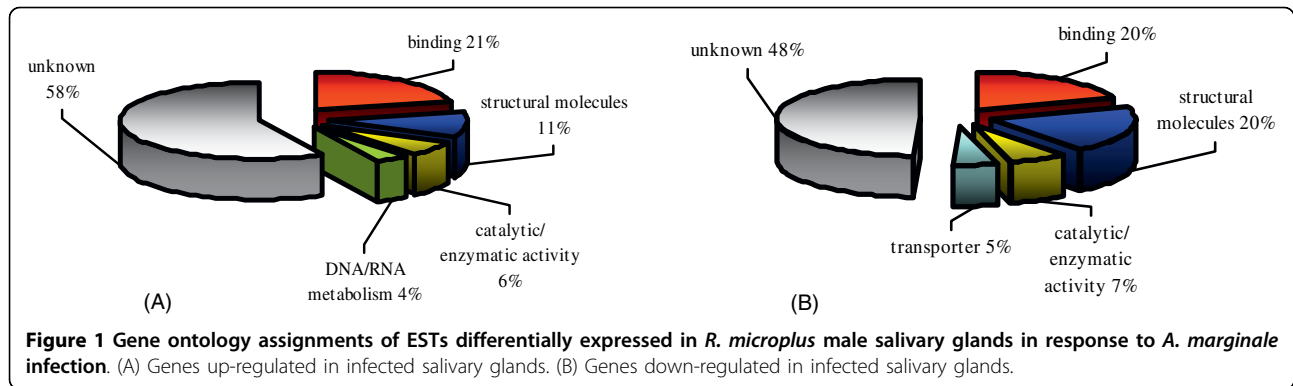 unknown
58%
binding 21%
structural molecules
11%
catalytic/
enzymatic activity
6%
DNA/RNA
metabolism 4%
(A)
unknown 48%
binding 20%
structural
molecules 20%
catalytic/
enzymatic
activity 7%
transporter 5%
(B)
Figure 1 Gene ontology assignments of ESTs differentially expressed in R. microplus male salivary glands in response to A. marginale
infection. (A) Genes up-regulated in infected salivary glands. (B) Genes down-regulated in infected salivary glands.